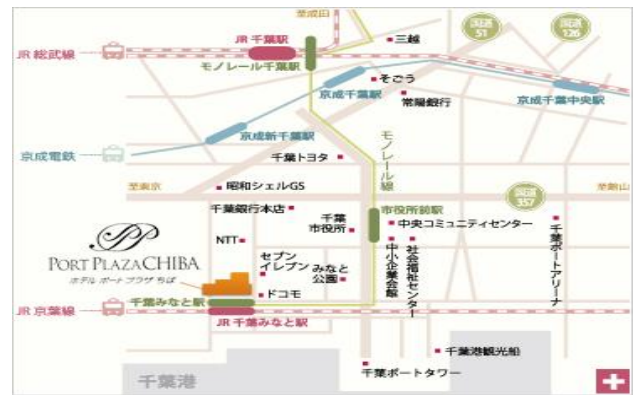 至成田
国道
51
国道
126
JR 千葉駅
三越
JR 総武線
モノレール千葉駅
そごう
京成千葉駅
常陽銀行
京成千葉中央駅
京成新千葉駅
モノレール線
京成電鉄
千葉トヨタ
至東京
昭和シェルGS
国道
357
至館山
千葉銀行本店
千葉
市役所
市役所前駅
中央コミュニティセンター
NTT
PORT PLAZA CHIBA
ホテル ポートプラザ ちば
セブン
イレブン
みなと
公園
中小企業会館
社会福祉センター
千葉ポートアリーナ
千葉みなと駅
ドコモ
JR 京葉線
JR 千葉みなと駅
千葉港観光船
千葉ポートタワー
千葉港